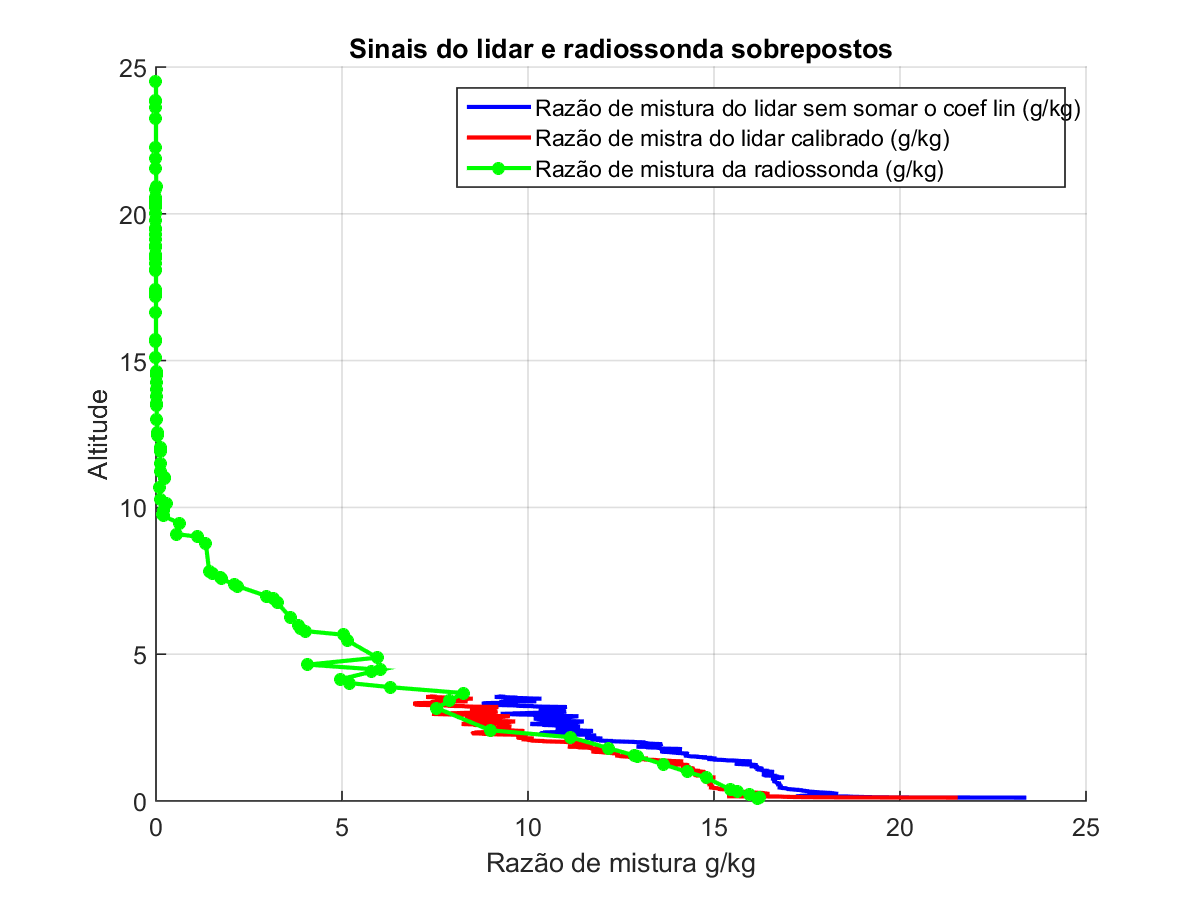 Sinais do lidar e radiossonda sobrepostos
25
Razão de mistura do lidar sem somar o coef lin (g/kg)
Razão de mistra do lidar calibrado (g/kg)
Razão de mistura da radiossonda (g/kg)
20
15
Altitude
10
5
0
0 5 10 15 20 25
Razão de mistura g/kg